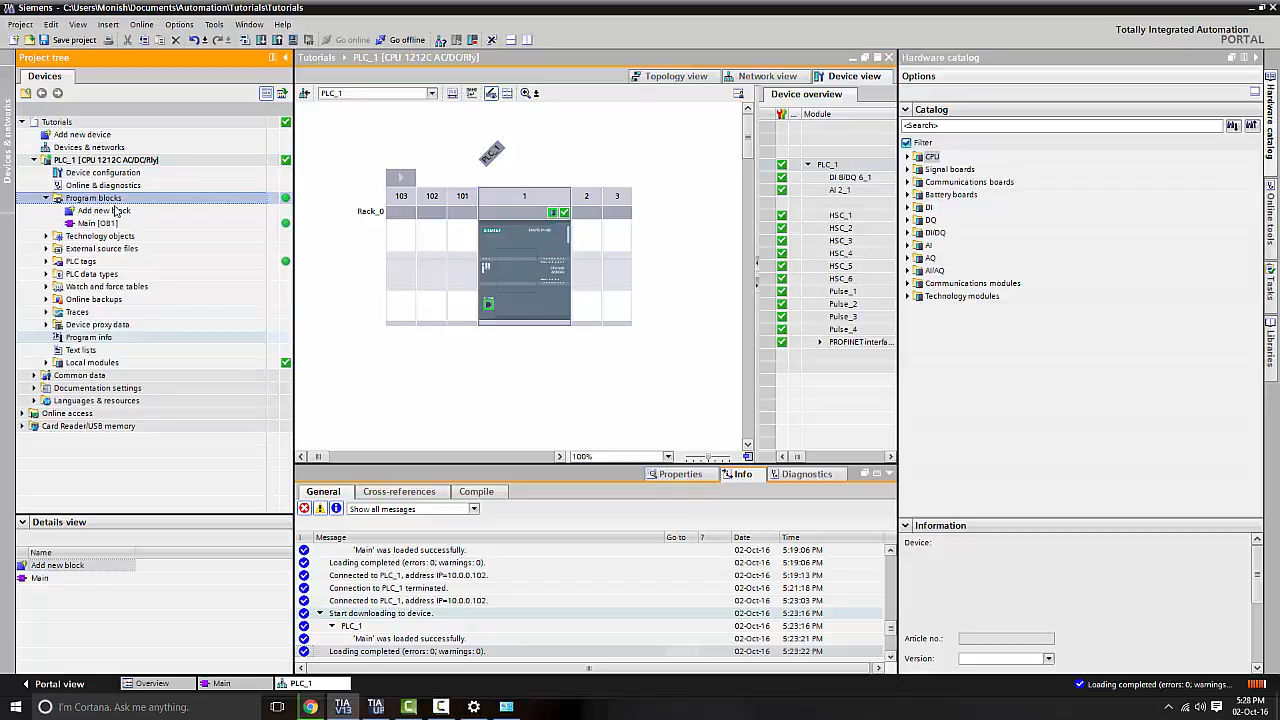 Siemens - C:\Users\Monish\Documents\Automation\Tutorials\Tutorials
Project Edit View Insert Online Options Tools Window Help
Totally Integrated Automation
PORTAL
Save project
Go online
Go offline
Project tree
Devices
Tutorials
Add new device
Devices & networks
PLC_1 [CPU 1212C AC/DC/Rly]
Device configuration
Online & diagnostics
Program blocks
Add new block
Main [OB1]
Technology objects
External source files
PLC tags
PLC data types
Watch and force tables
Online backups
Traces
Device proxy data
Program info
Text lists
Local modules
Common data
Documentation settings
Languages & resources
Online access
Card Reader/USB memory
Details view
Name
Add new block
Main
Devices & networks
Tutorials PLC_1 [CPU 1212C AC/DC/Rly]
Topology view
Network view
Device view
PLC_1
PLC_1
103 102 101 1 2 3
Rack_0
SIEMENS
100%
Device overview
... Module
PLC_1
DI 8/DQ 6_1
AI 2_1
HSC_1
HSC_2
HSC_3
HSC_4
HSC_5
HSC_6
Pulse_1
Pulse_2
Pulse_3
Pulse_4
PROFINET interfa...
Properties
Info
Diagnostics
General
Cross-references
Compile
Show all messages
! Message Go to ? Date Time
'Main' was loaded successfully. 02-Oct-16 5:19:06 PM
Loading completed (errors: 0; warnings: 0). 02-Oct-16 5:19:06 PM
Connected to PLC_1, address IP=10.0.0.102. 02-Oct-16 5:19:13 PM
Connection to PLC_1 terminated. 02-Oct-16 5:21:18 PM
Connected to PLC_1, address IP=10.0.0.102. 02-Oct-16 5:23:03 PM
Start downloading to device. 02-Oct-16 5:23:16 PM
PLC_1 02-Oct-16 5:23:16 PM
'Main' was loaded successfully. 02-Oct-16 5:23:21 PM
Loading completed (errors: 0; warnings: 0). 02-Oct-16 5:23:22 PM
Hardware catalog
Options
Catalog
<Search>
Filter
CPU
Signal boards
Communications boards
Battery boards
DI
DQ
DI/DQ
AI
AQ
AI/AQ
Communications modules
Technology modules
Information
Device:
Article no.:
Version:
Hardware catalog
Online tools
Tasks
Libraries
Portal view
Overview
Main
PLC_1
Loading completed (errors: 0; warnings...
I'm Cortana. Ask me anything.
TIA V13
TIA UP
5:28 PM
02-Oct-16